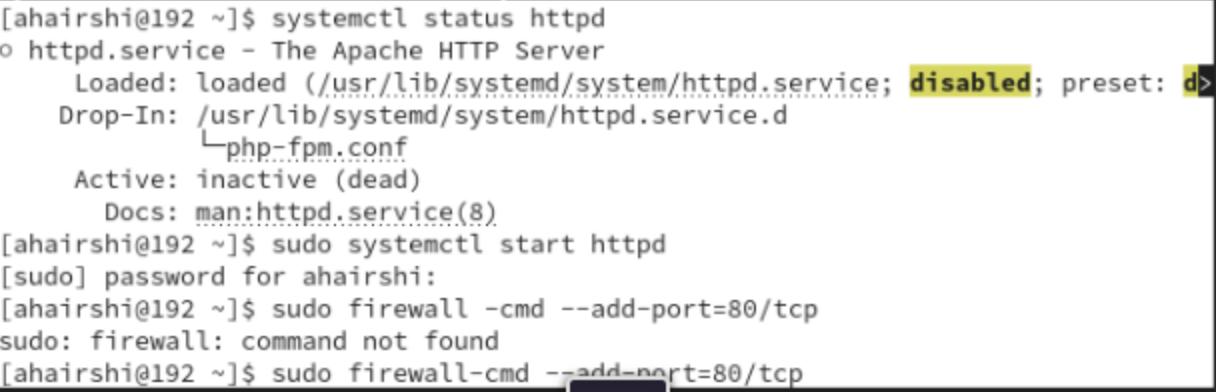 [ahairshi@192 ~]$ systemctl status httpd
○ httpd.service - The Apache HTTP Server
Loaded: loaded (/usr/lib/systemd/system/httpd.service; disabled; preset: d>
Drop-In: /usr/lib/systemd/system/httpd.service.d
└─php-fpm.conf
Active: inactive (dead)
Docs: man:httpd.service(8)
[ahairshi@192 ~]$ sudo systemctl start httpd
[sudo] password for ahairshi:
[ahairshi@192 ~]$ sudo firewall -cmd --add-port=80/tcp
sudo: firewall: command not found
[ahairshi@192 ~]$ sudo firewall-cmd --add-port=80/tcp